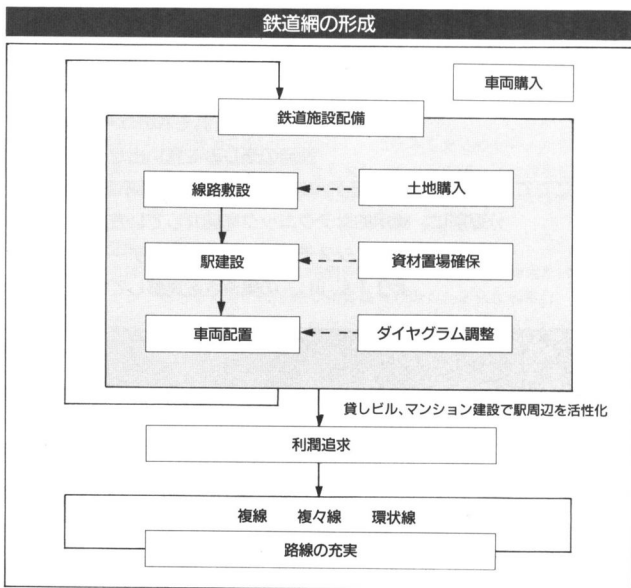 鉄道網の形成
車両購入
鉄道施設配備
線路敷設
土地購入
駅建設
資材置場確保
車両配置
ダイヤグラム調整
貸しビル、マンション建設で駅周辺を活性化
利潤追求
複線 複々線 環状線
路線の充実